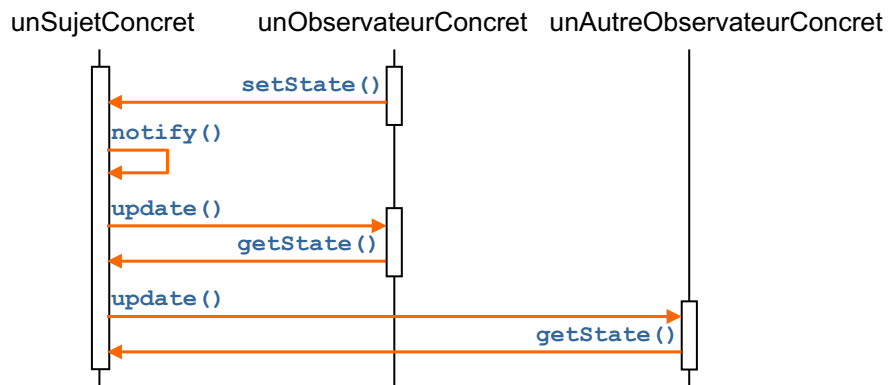 unSujetConcret unObservateurConcret unAutreObservateurConcret
setState()
notify()
update()
getState()
update()
getState()